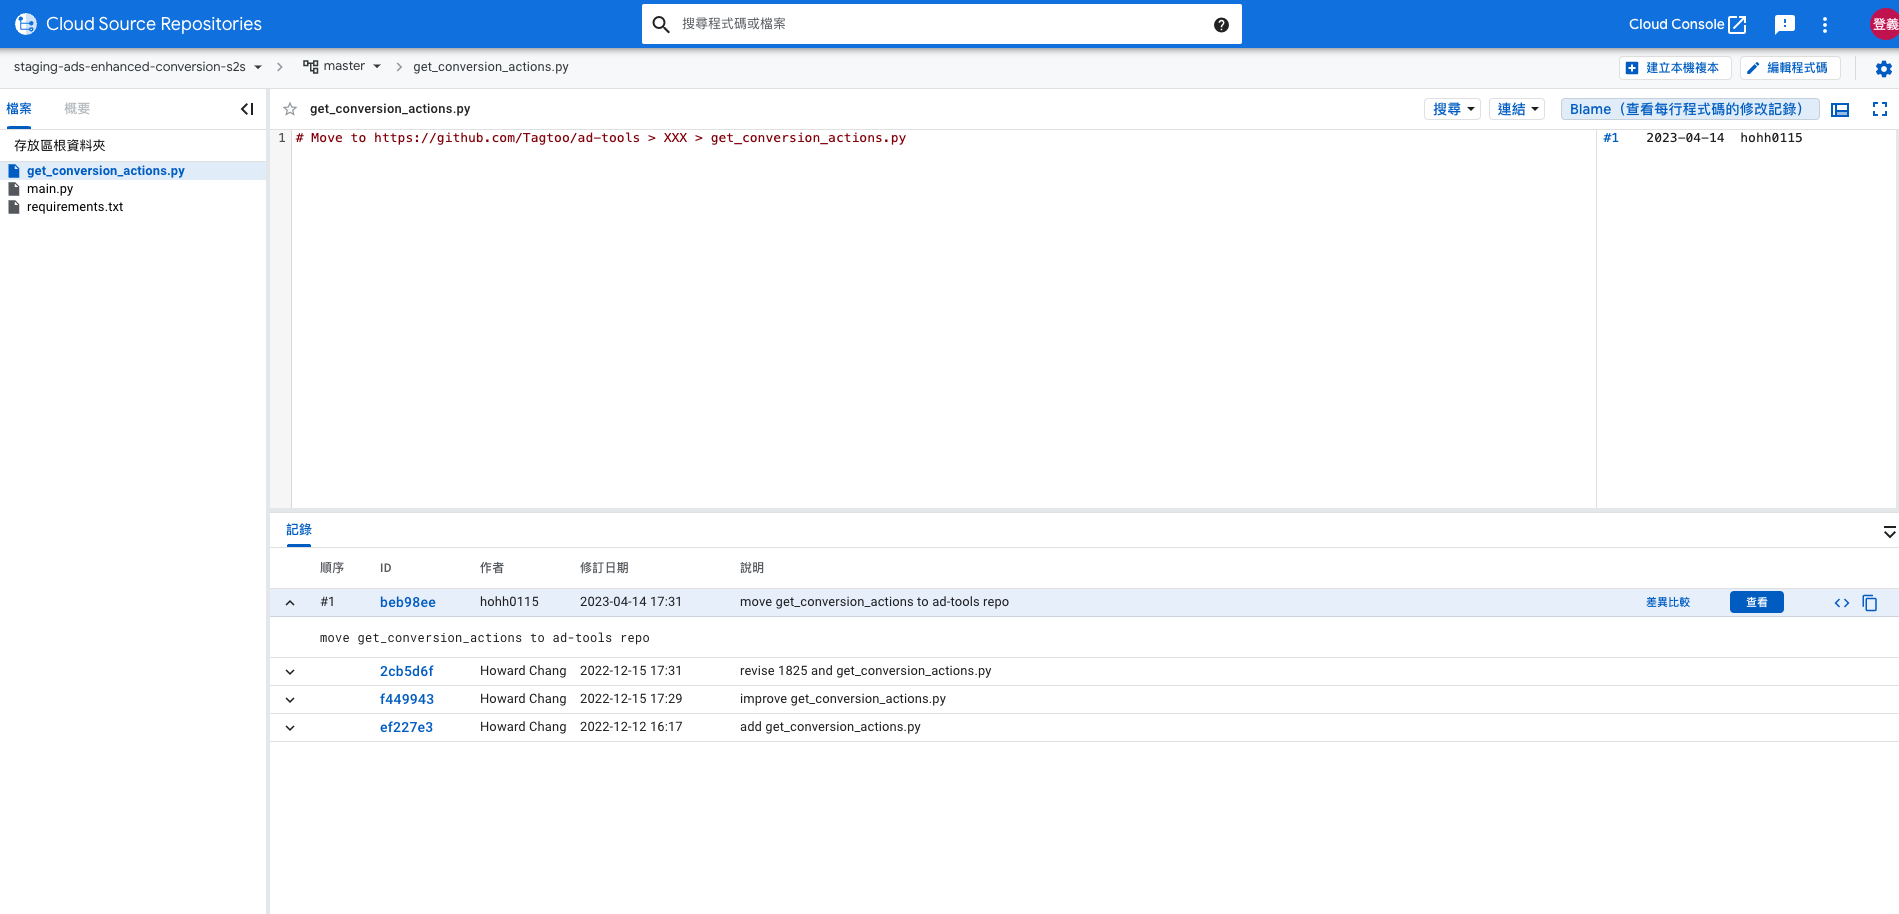 Cloud Source Repositories
搜尋程式碼或檔案
Cloud Console
登義
staging-ads-enhanced-conversion-s2s
master
get_conversion_actions.py
建立本機複本
編輯程式碼
檔案
概要
get_conversion_actions.py
搜尋
連結
Blame（查看每行程式碼的修改記錄）
存放區根資料夾
get_conversion_actions.py
main.py
requirements.txt
1 # Move to https://github.com/Tagtoo/ad-tools > XXX > get_conversion_actions.py
#1 2023-04-14 hohh0115
記錄
順序 ID 作者 修訂日期 說明
#1 beb98ee hohh0115 2023-04-14 17:31 move get_conversion_actions to ad-tools repo 差異比較 查看
move get_conversion_actions to ad-tools repo
2cb5d6f Howard Chang 2022-12-15 17:31 revise 1825 and get_conversion_actions.py
f449943 Howard Chang 2022-12-15 17:29 improve get_conversion_actions.py
ef227e3 Howard Chang 2022-12-12 16:17 add get_conversion_actions.py